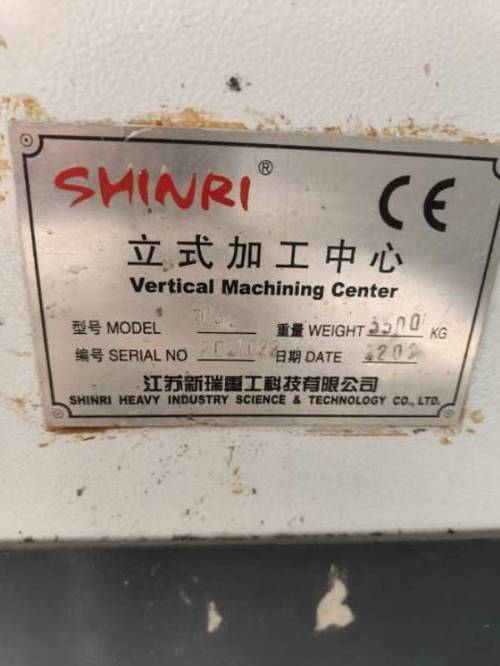 SHINRI ® CE
立式加工中心
Vertical Machining Center
型号 MODEL 重量 WEIGHT 5500 KG
编号 SERIAL NO 日期 DATE
江苏新瑞重工科技有限公司
SHINRI HEAVY INDUSTRY SCIENCE & TECHNOLOGY CO., LTD.